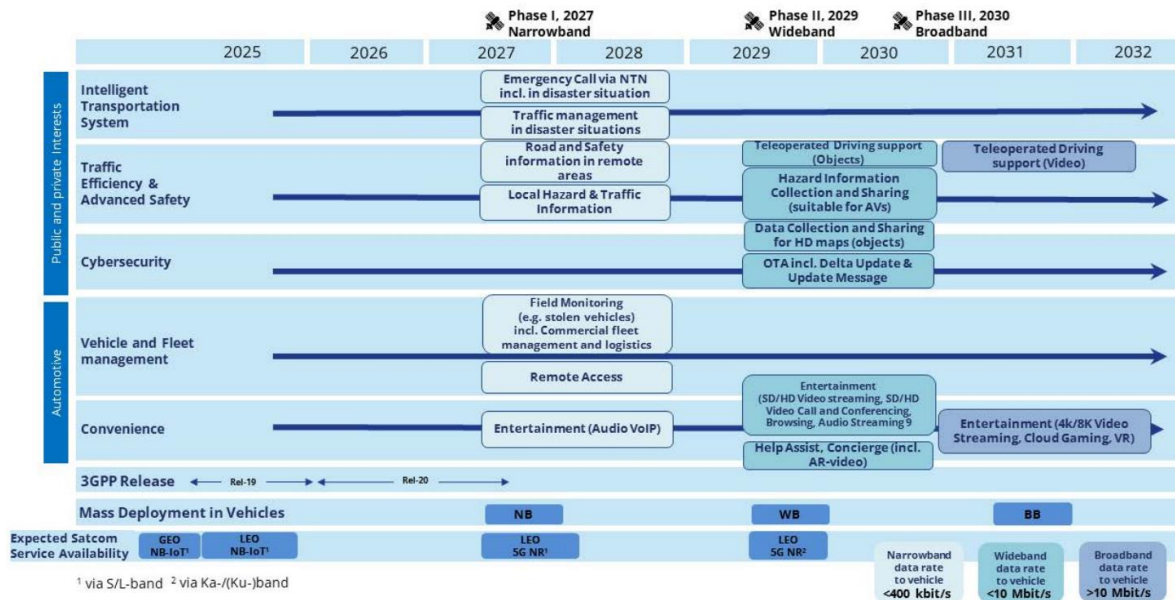 Phase I, 2027
Narrowband
Phase II, 2029
Wideband
Phase III, 2030
Broadband
2025
2026
2027
2028
2029
2030
2031
2032
Public and private Interests
Intelligent
Transportation
System
Emergency Call via NTN
incl. in disaster situation
Traffic management
in disaster situations
Traffic
Efficiency &
Advanced Safety
Road and Safety
information in remote
areas
Local Hazard & Traffic
Information
Teleoperated Driving support
(Objects)
Hazard Information
Collection and Sharing
(suitable for AVs)
Teleoperated Driving
support (Video)
Cybersecurity
Data Collection and Sharing
for HD maps (objects)
OTA incl. Delta Update &
Update Message
Automotive
Vehicle and Fleet
management
Field Monitoring
(e.g. stolen vehicles)
incl. Commercial fleet
management and logistics
Remote Access
Convenience
Entertainment (Audio VoIP)
Entertainment
(SD/HD Video streaming, SD/HD
Video Call and Conferencing,
Browsing, Audio Streaming 9
Help Assist, Concierge (incl.
AR-video)
Entertainment (4k/8K Video
Streaming, Cloud Gaming, VR)
3GPP Release
Rel-19
Rel-20
Mass Deployment in Vehicles
NB
WB
BB
Expected Satcom
Service Availability
GEO
NB-IoT¹
LEO
NB-IoT¹
LEO
5G NR¹
LEO
5G NR²
Narrowband
data rate
to vehicle
<400 kbit/s
Wideband
data rate
to vehicle
<10 Mbit/s
Broadband
data rate
to vehicle
>10 Mbit/s
¹ via S/L-band ² via Ka-/(Ku-)band